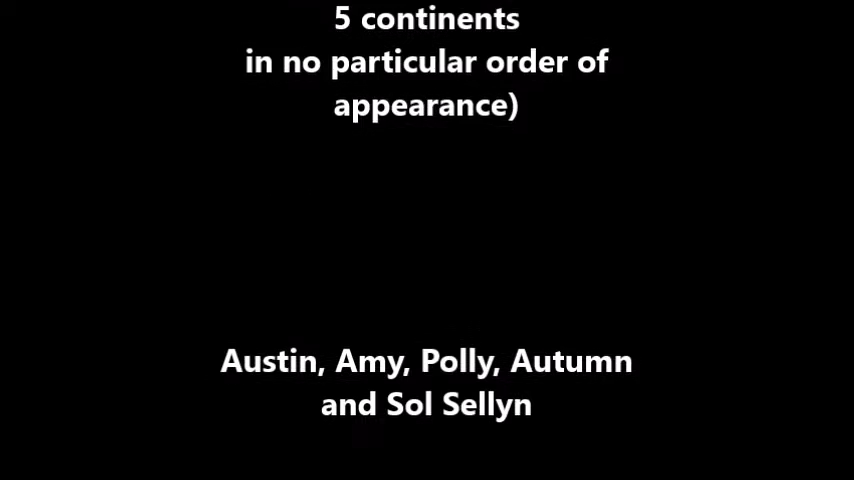 5 continents
in no particular order of
appearance)
Austin, Amy, Polly, Autumn
and Sol Sellyn